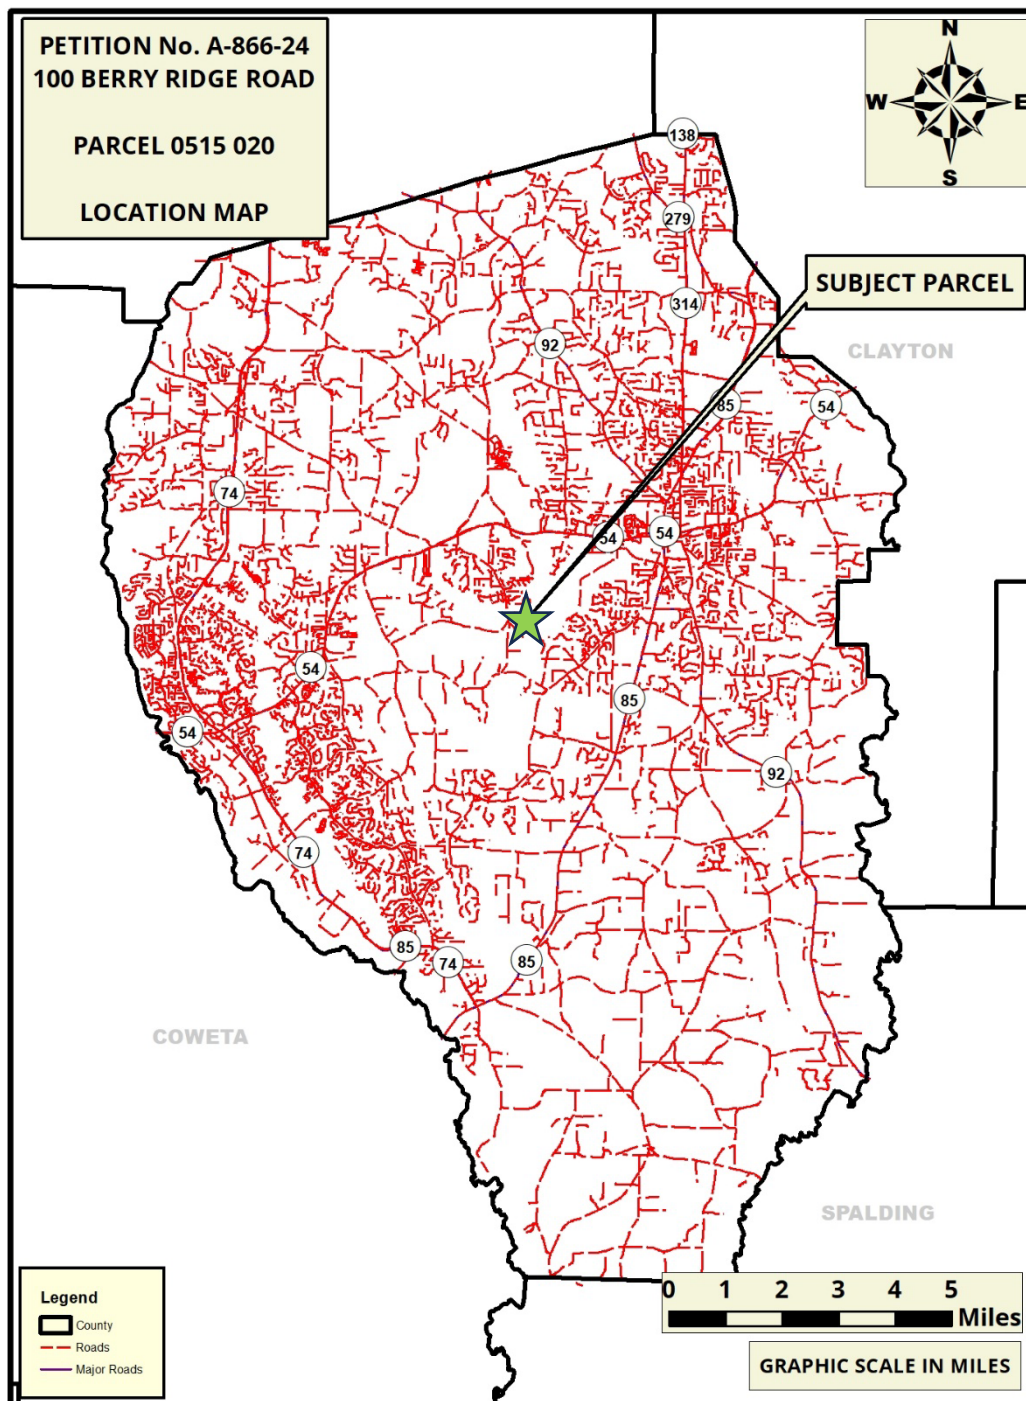 PETITION No. A-866-24
100 BERRY RIDGE ROAD
PARCEL 0515 020
LOCATION MAP
N
W
E
S
138
279
SUBJECT PARCEL
314
92
CLAYTON
85
54
74
54
54
54
85
54
92
74
85
74
85
COWETA
SPALDING
Legend
County
Roads
Major Roads
0 1 2 3 4 5
Miles
GRAPHIC SCALE IN MILES